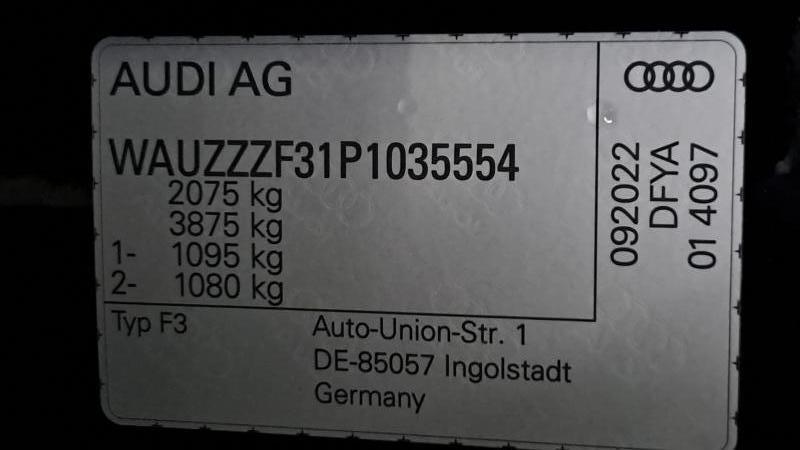 AUDI AG
WAUZZZF31P1035554
2075 kg
3875 kg
1- 1095 kg
2- 1080 kg
Typ F3
Auto-Union-Str. 1
DE-85057 Ingolstadt
Germany
092022
DFYA
01 4097